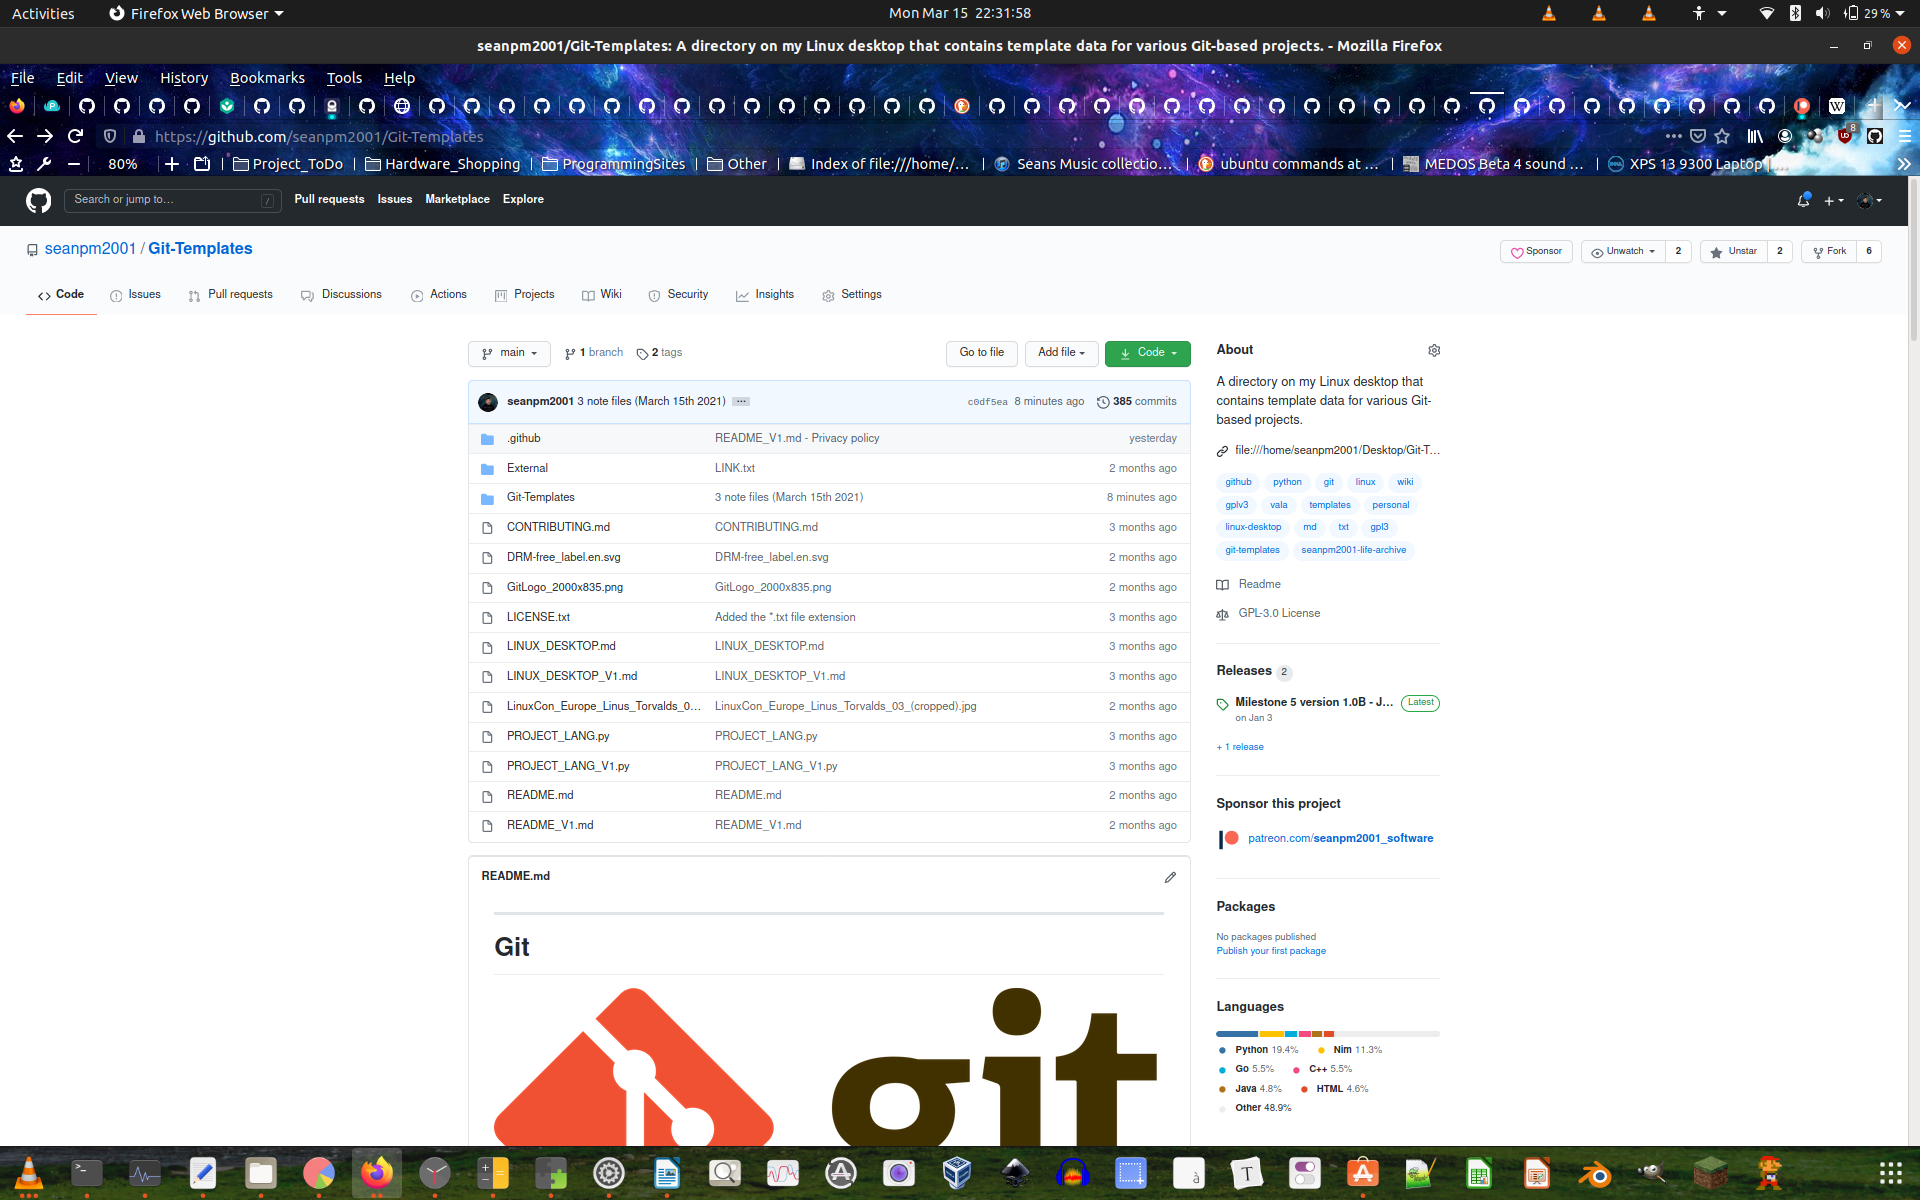 Activities
Firefox Web Browser
Mon Mar 15 22:31:58
29 %
seanpm2001/Git-Templates: A directory on my Linux desktop that contains template data for various Git-based projects. - Mozilla Firefox
File Edit View History Bookmarks Tools Help
https://github.com/seanpm2001/Git-Templates
8
80%
Project_ToDo
Hardware_Shopping
ProgrammingSites
Other
Index of file:///home/...
Seans Music collectio...
ubuntu commands at ...
MEDOS Beta 4 sound ...
XPS 13 9300 Laptop |...
Search or jump to...
/
Pull requests Issues Marketplace Explore
seanpm2001 / Git-Templates
Sponsor
Unwatch 2
Unstar 2
Fork 6
Code Issues Pull requests Discussions Actions Projects Wiki Security Insights Settings
main
1 branch
2 tags
Go to file
Add file
Code
seanpm2001 3 note files (March 15th 2021) ...
c0df5ea 8 minutes ago 385 commits
.github README_V1.md - Privacy policy yesterday
External LINK.txt 2 months ago
Git-Templates 3 note files (March 15th 2021) 8 minutes ago
CONTRIBUTING.md CONTRIBUTING.md 3 months ago
DRM-free_label.en.svg DRM-free_label.en.svg 2 months ago
GitLogo_2000x835.png GitLogo_2000x835.png 2 months ago
LICENSE.txt Added the *.txt file extension 3 months ago
LINUX_DESKTOP.md LINUX_DESKTOP.md 3 months ago
LINUX_DESKTOP_V1.md LINUX_DESKTOP_V1.md 3 months ago
LinuxCon_Europe_Linus_Torvalds_0... LinuxCon_Europe_Linus_Torvalds_03_(cropped).jpg 2 months ago
PROJECT_LANG.py PROJECT_LANG.py 3 months ago
PROJECT_LANG_V1.py PROJECT_LANG_V1.py 3 months ago
README.md README.md 2 months ago
README_V1.md README_V1.md 2 months ago
README.md
Git
git
About
A directory on my Linux desktop that
contains template data for various Git-
based projects.
file:///home/seanpm2001/Desktop/Git-T...
github python git linux wiki
gplv3 vala templates personal
linux-desktop md txt gpl3
git-templates seanpm2001-life-archive
Readme
GPL-3.0 License
Releases 2
Milestone 5 version 1.0B - J... Latest
on Jan 3
+ 1 release
Sponsor this project
patreon.com/seanpm2001_software
Packages
No packages published
Publish your first package
Languages
Python 19.4% Nim 11.3%
Go 5.5% C++ 5.5%
Java 4.8% HTML 4.6%
Other 48.9%